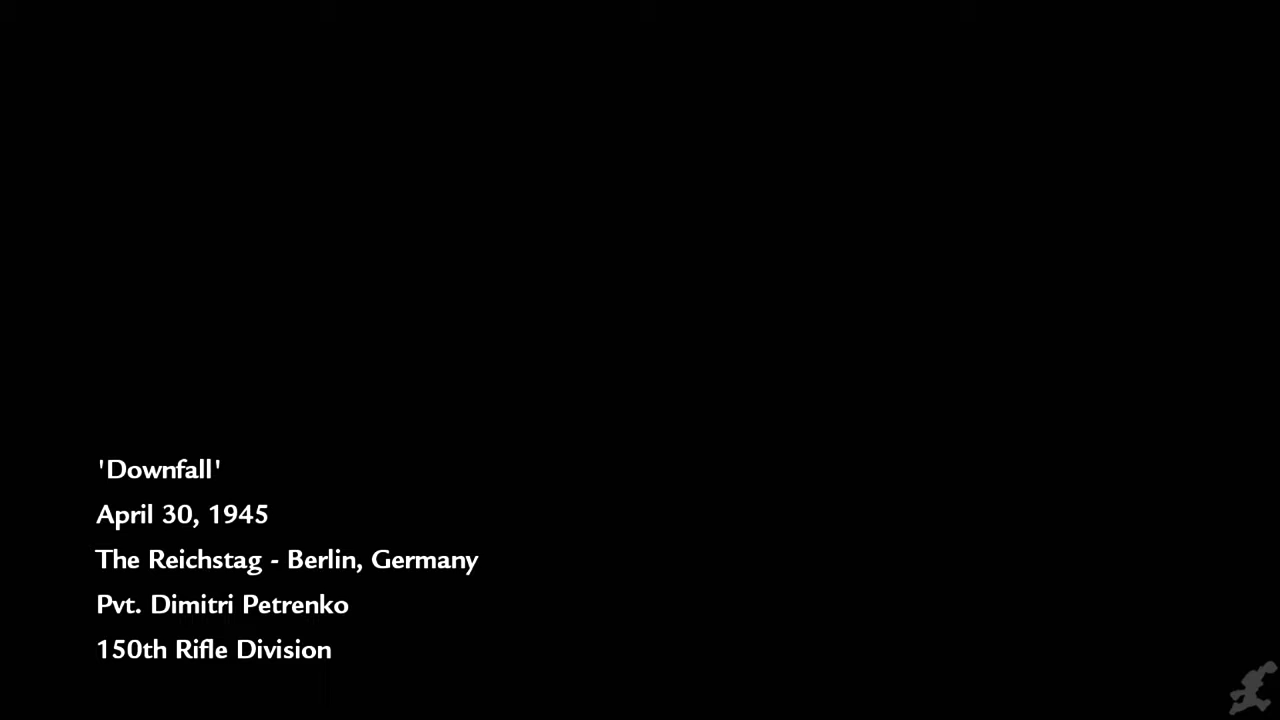 'Downfall'
April 30, 1945
The Reichstag - Berlin, Germany
Pvt. Dimitri Petrenko
150th Rifle Division